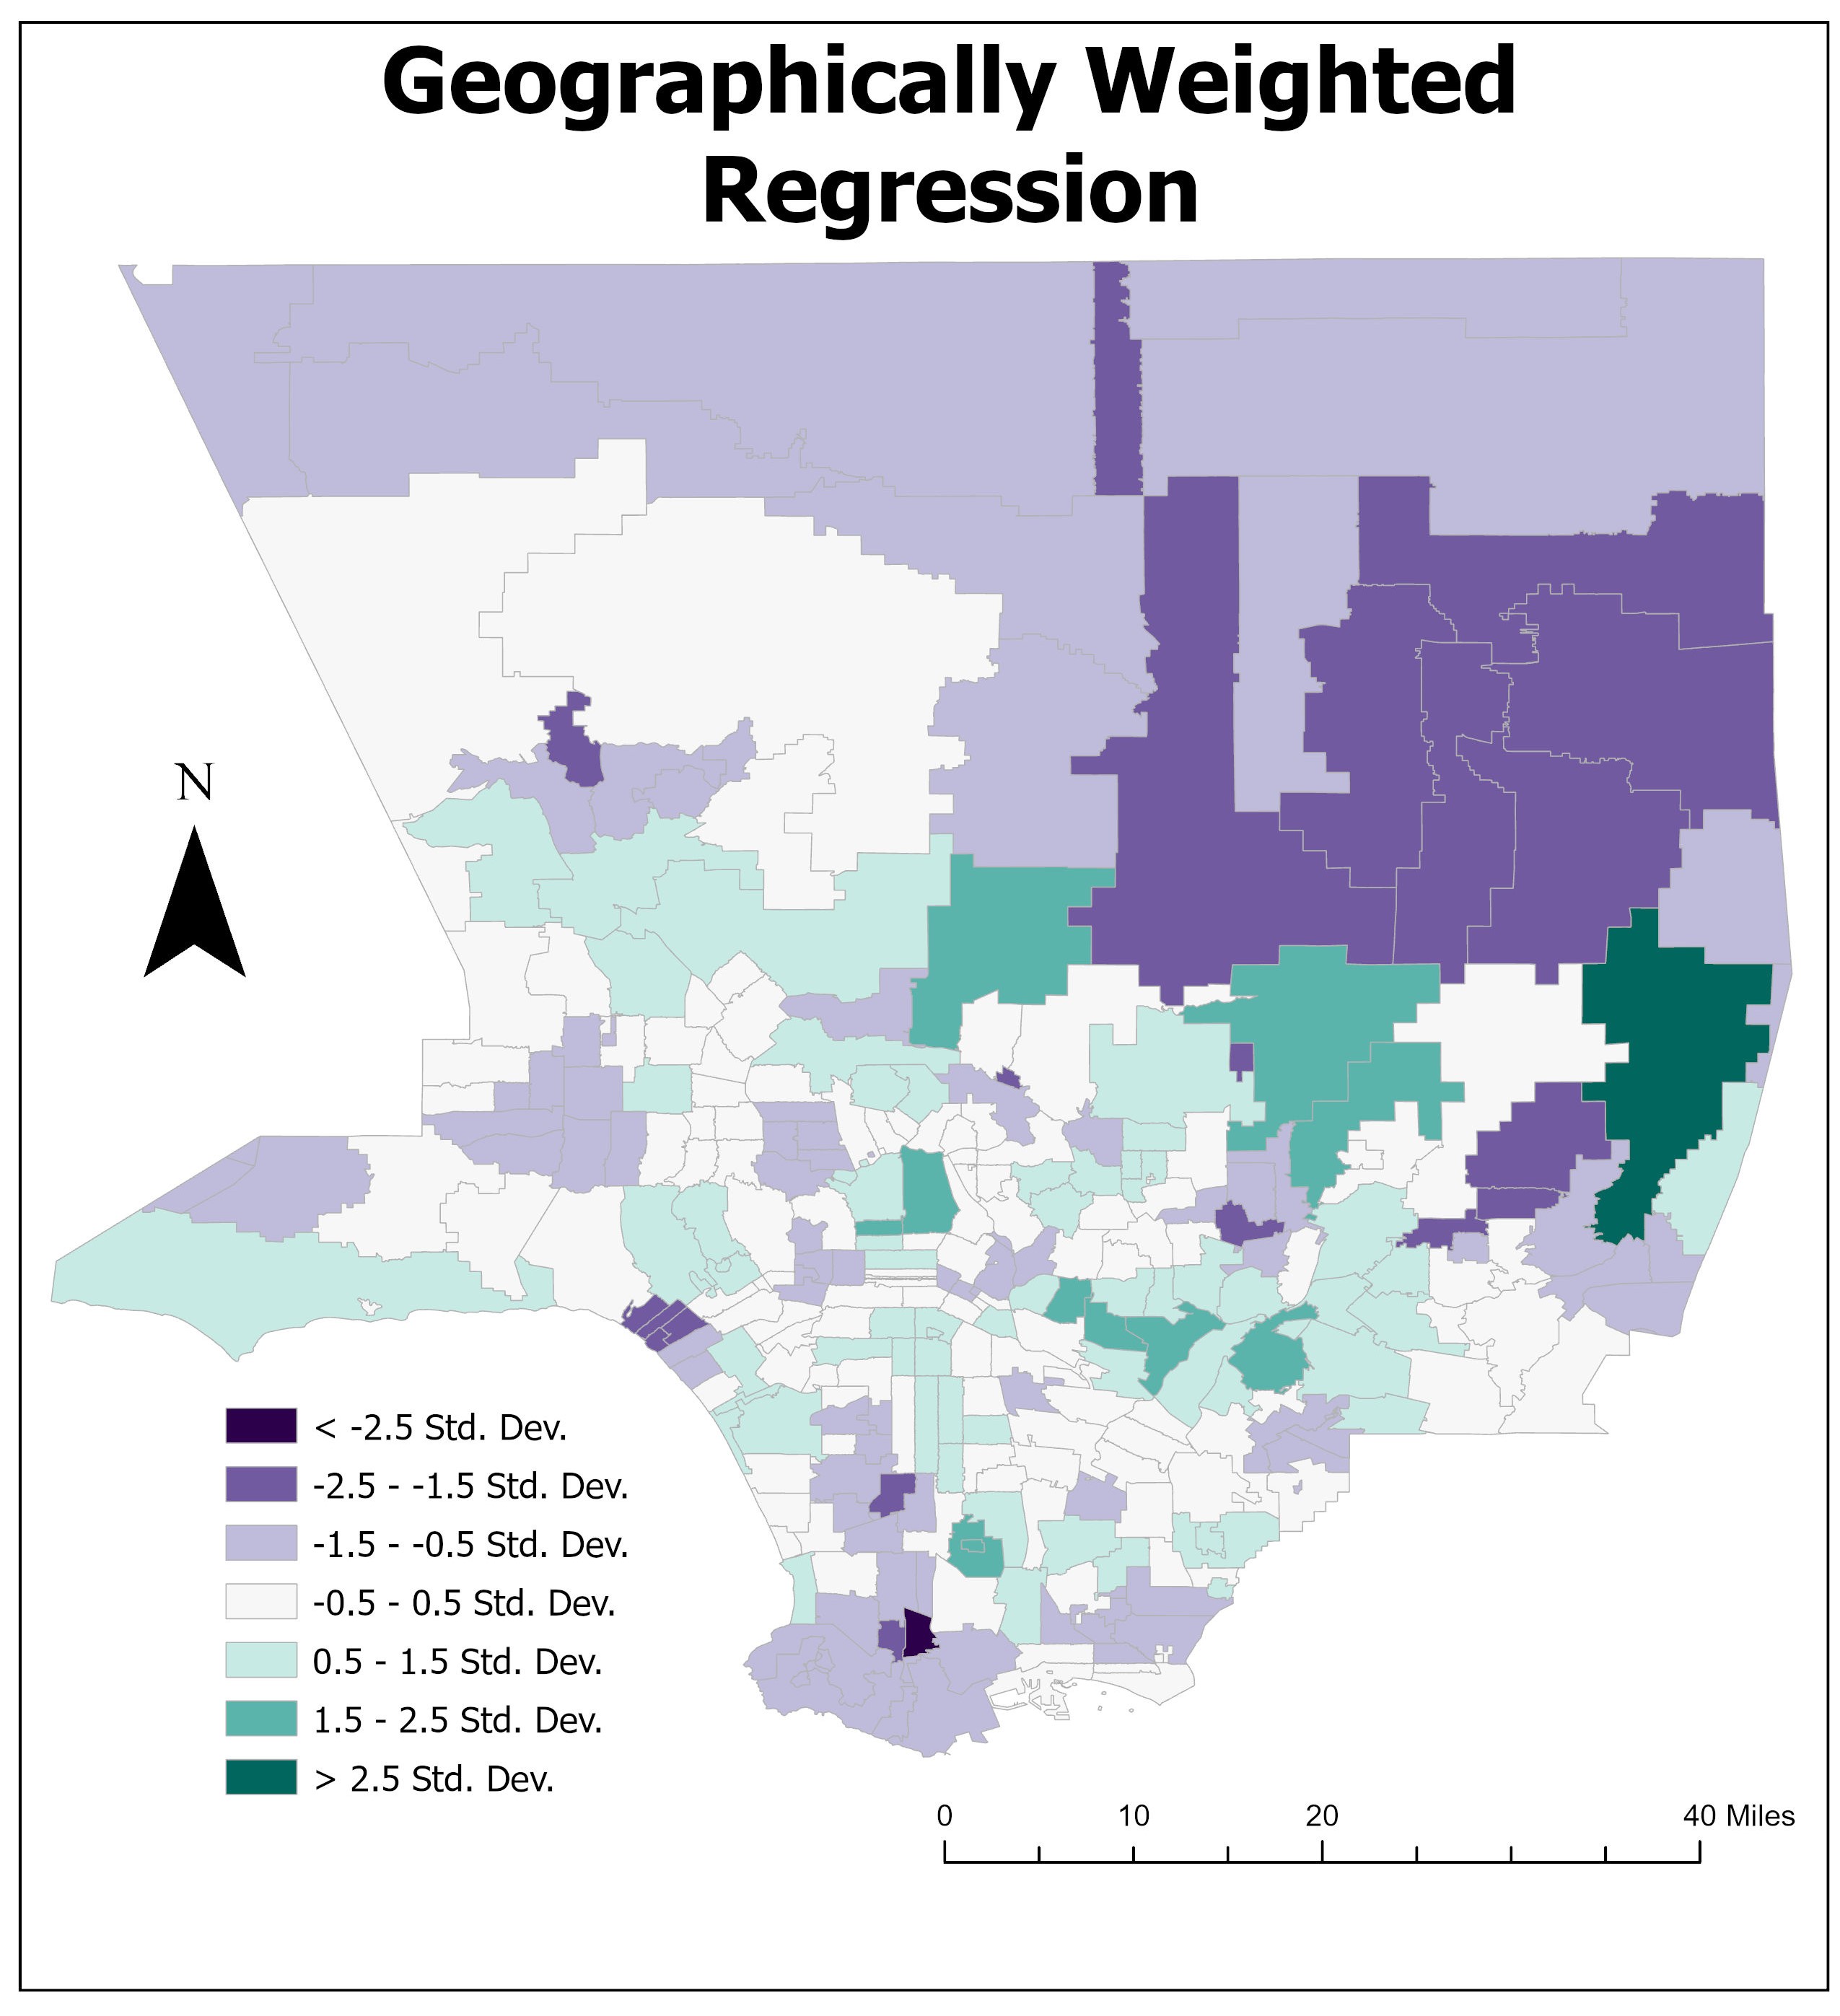 Geographically Weighted
Regression
N
< -2.5 Std. Dev.
-2.5 - -1.5 Std. Dev.
-1.5 - -0.5 Std. Dev.
-0.5 - 0.5 Std. Dev.
0.5 - 1.5 Std. Dev.
1.5 - 2.5 Std. Dev.
> 2.5 Std. Dev.
0 10 20 40 Miles